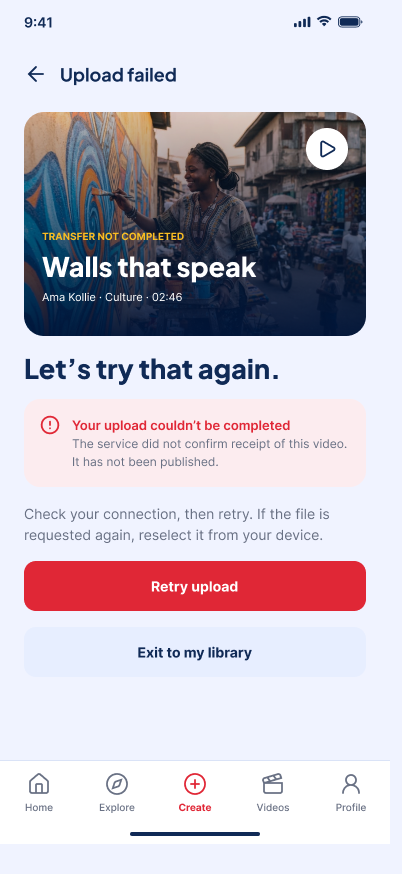 9:41
Upload failed
TRANSFER NOT COMPLETED
Walls that speak
Ama Kollie · Culture · 02:46
Let’s try that again.
Your upload couldn’t be completed
The service did not confirm receipt of this video.
It has not been published.
Check your connection, then retry. If the file is
requested again, reselect it from your device.
Retry upload
Exit to my library
Home
Explore
Create
Videos
Profile